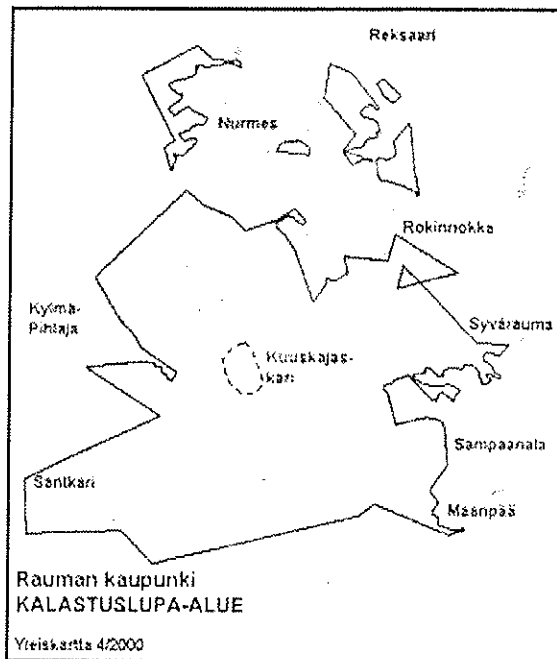 Reksaari
Nurmes
Rokinnokka
Kylmä-
Pihlaja
Syvärauma
Kuuskajas-
kari
Sampaanala
Santkari
Maanpää
Rauman kaupunki
KALASTUSLUPA-ALUE
Yleiskartta 4/2000